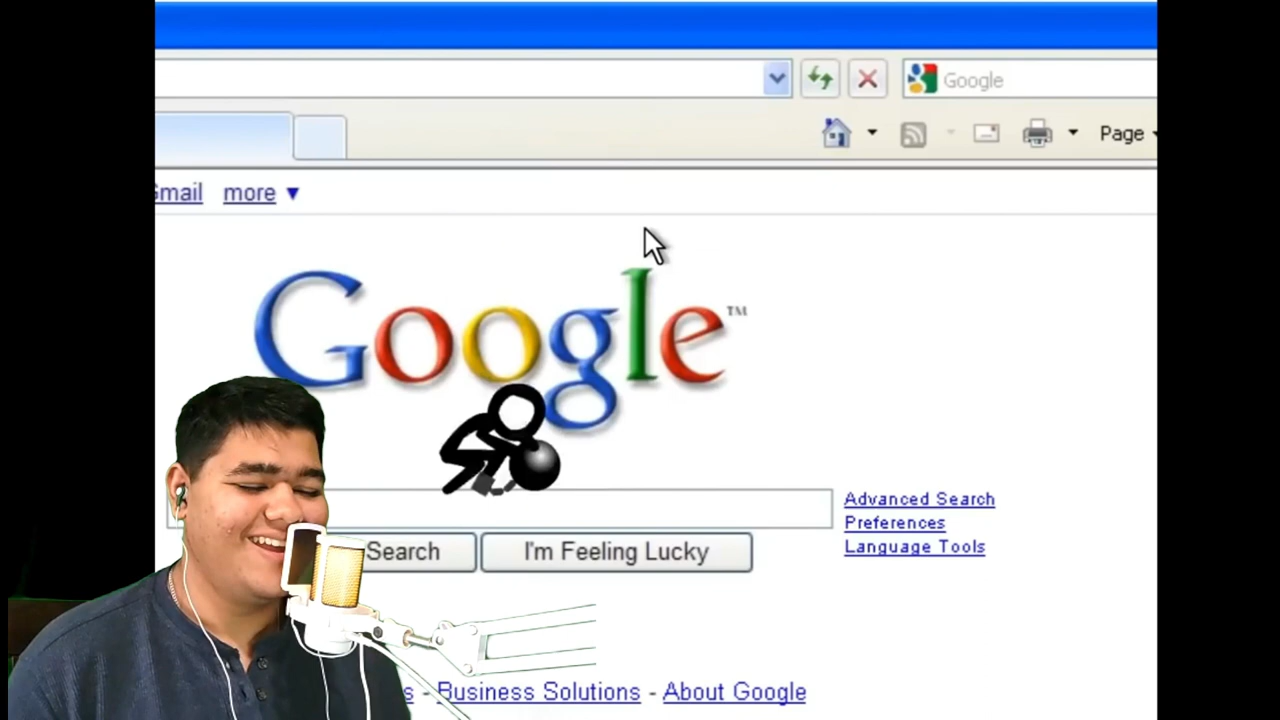 Google
Page
Gmail more ▼
Google™
Advanced Search
Preferences
Language Tools
Search I'm Feeling Lucky
s - Business Solutions - About Google